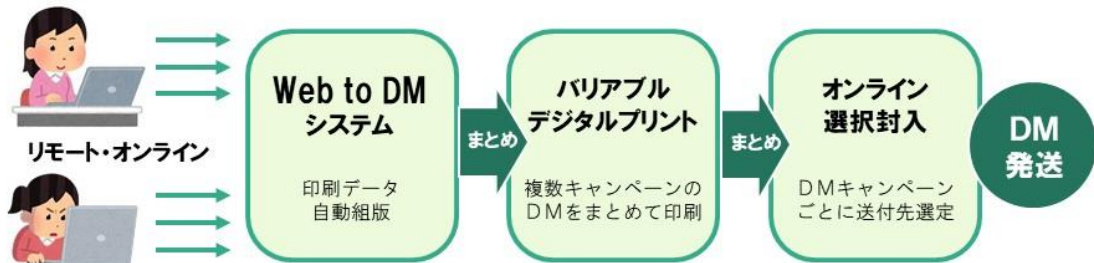 リモート・オンライン
Web to DM
システム
印刷データ
自動組版
まとめ
バリアブル
デジタルプリント
複数キャンペーンの
DMをまとめて印刷
まとめ
オンライン
選択封入
DMキャンペーン
ごとに送付先選定
DM
発送